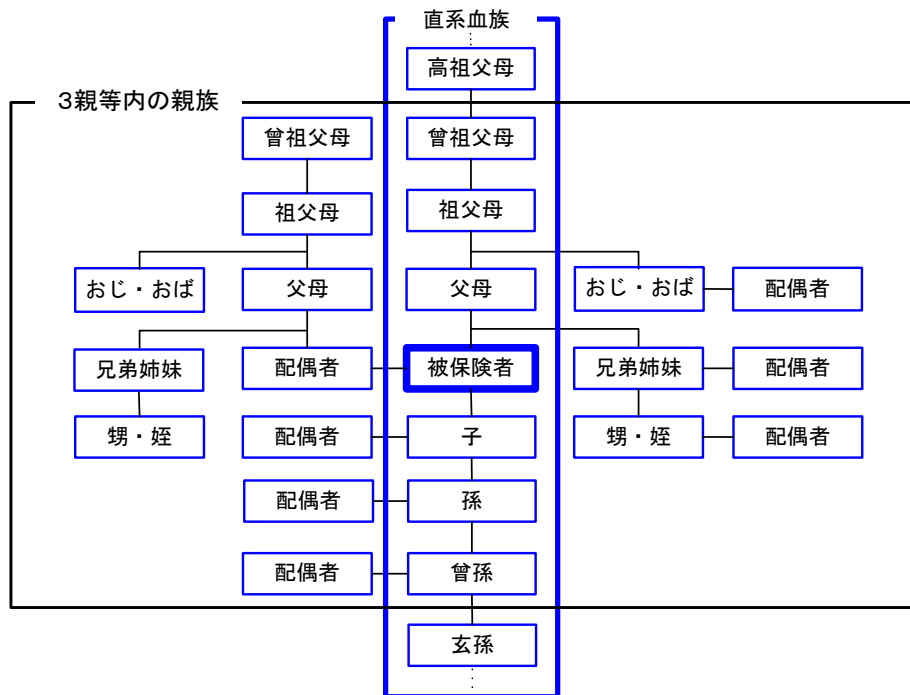 直系血族
高祖父母
3親等内の親族
曾祖父母 曾祖父母
祖父母 祖父母
おじ・おば 父母 父母 おじ・おば 配偶者
兄弟姉妹 配偶者 被保険者 兄弟姉妹 配偶者
甥・姪 配偶者 子 甥・姪 配偶者
配偶者 孫
配偶者 曾孫
玄孫